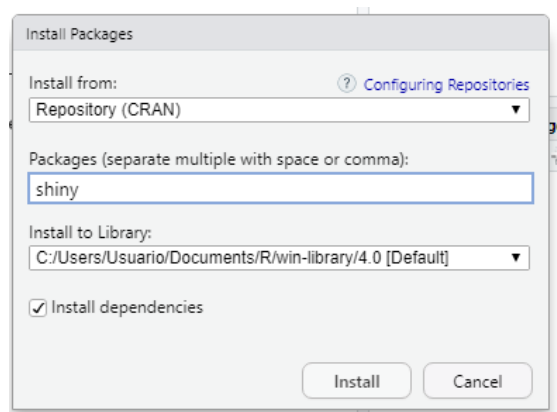 Install Packages
Install from:
? Configuring Repositories
Repository (CRAN)
Packages (separate multiple with space or comma):
shiny
Install to Library:
C:/Users/Usuario/Documents/R/win-library/4.0 [Default]
Install dependencies
Install
Cancel